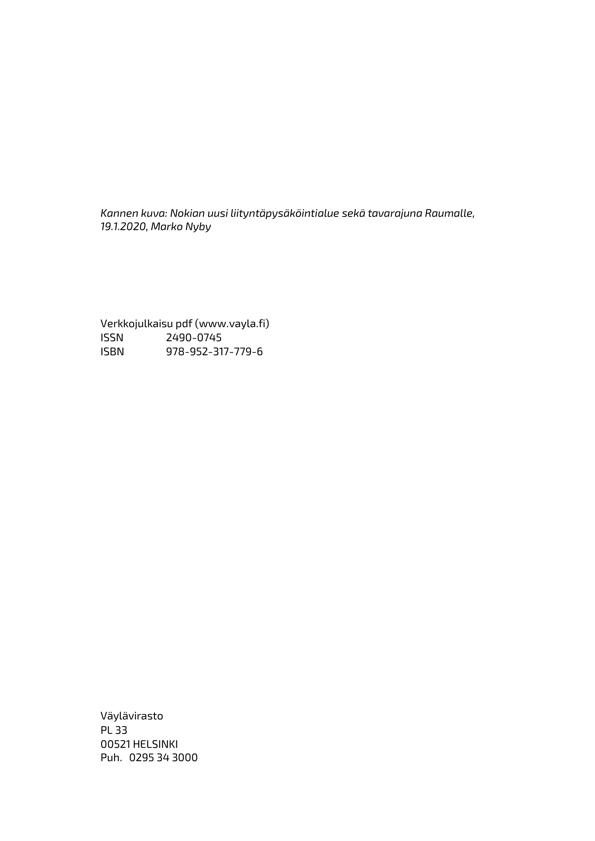 Kannen kuva: Nokian uusi liityntäpysäköintialue sekä tavarajuna Raumalle,
19.1.2020, Marko Nyby
Verkkojulkaisu pdf (www.vayla.fi)
ISSN 2490-0745
ISBN 978-952-317-779-6
Väylävirasto
PL 33
00521 HELSINKI
Puh. 0295 34 3000